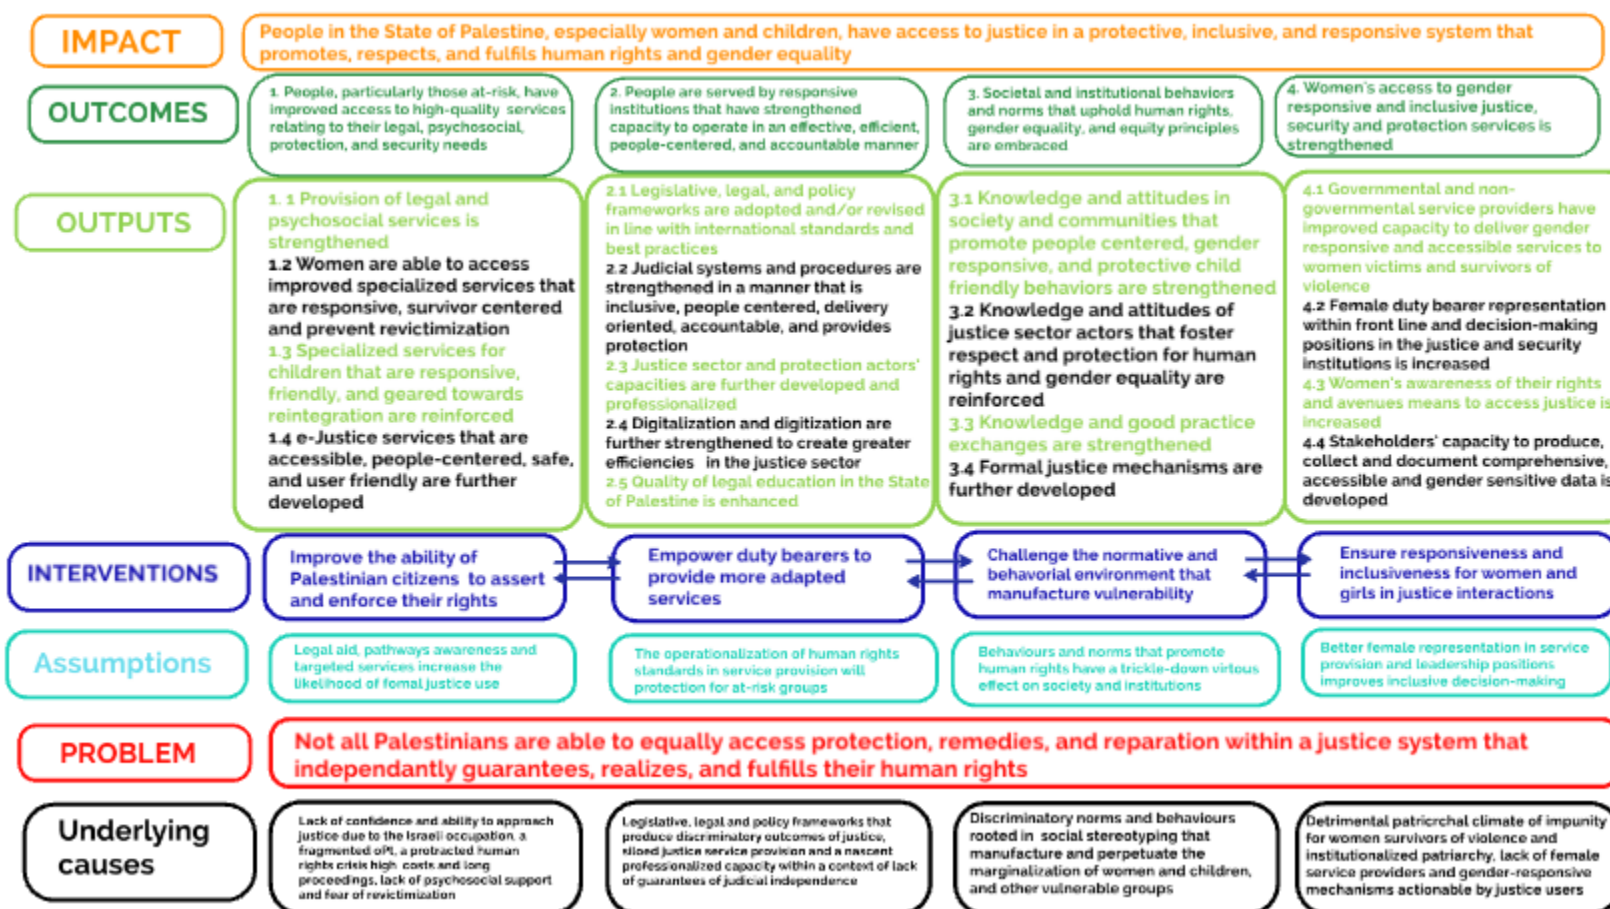 IMPACT
People in the State of Palestine, especially women and children, have access to justice in a protective, inclusive, and responsive system that
promotes, respects, and fulfils human rights and gender equality
OUTCOMES
1. People, particularly those at-risk, have
improved access to high-quality services
relating to their legal, psychosocial,
protection, and security needs
2. People are served by responsive
institutions that have strengthened
capacity to operate in an effective, efficient,
people-centered, and accountable manner
3. Societal and institutional behaviors
and norms that uphold human rights,
gender equality, and equity principles
are embraced
4. Women's access to gender
responsive and inclusive justice,
security and protection services is
strengthened
OUTPUTS
1. 1 Provision of legal and
psychosocial services is
strengthened
1.2 Women are able to access
improved specialized services that
are responsive, survivor centered
and prevent revictimization
1.3 Specialized services for
children that are responsive,
friendly, and geared towards
reintegration are reinforced
1.4 e-Justice services that are
accessible, people-centered, safe,
and user friendly are further
developed
2.1 Legislative, legal, and policy
frameworks are adopted and/or revised
in line with international standards and
best practices
2.2 Judicial systems and procedures are
strengthened in a manner that is
inclusive, people centered, delivery
oriented, accountable, and provides
protection
2.3 Justice sector and protection actors'
capacities are further developed and
professionalized
2.4 Digitalization and digitization are
further strengthened to create greater
efficiencies in the justice sector
2.5 Quality of legal education in the State
of Palestine is enhanced
3.1 Knowledge and attitudes in
society and communities that
promote people centered, gender
responsive, and protective child
friendly behaviors are strengthened
3.2 Knowledge and attitudes of
justice sector actors that foster
respect and protection for human
rights and gender equality are
reinforced
3.3 Knowledge and good practice
exchanges are strengthened
3.4 Formal justice mechanisms are
further developed
4.1 Governmental and non-
governmental service providers have
improved capacity to deliver gender
responsive and accessible services to
women victims and survivors of
violence
4.2 Female duty bearer representation
within front line and decision-making
positions in the justice and security
institutions is increased
4.3 Women's awareness of their rights
and avenues means to access justice is
increased
4.4 Stakeholders' capacity to produce,
collect and document comprehensive,
accessible and gender sensitive data is
developed
INTERVENTIONS
Improve the ability of
Palestinian citizens to assert
and enforce their rights
Empower duty bearers to
provide more adapted
services
Challenge the normative and
behavorial environment that
manufacture vulnerability
Ensure responsiveness and
inclusiveness for women and
girls in justice interactions
Assumptions
Legal aid, pathways awareness and
targeted services increase the
likelihood of fomal justice use
The operationalization of human rights
standards in service provision will
protection for at-risk groups
Behaviours and norms that promote
human rights have a trickle-down virtous
effect on society and institutions
Better female representation in service
provision and leadership positions
improves inclusive decision-making
PROBLEM
Not all Palestinians are able to equally access protection, remedies, and reparation within a justice system that
independantly guarantees, realizes, and fulfills their human rights
Underlying
causes
Lack of confidence and ability to approach
justice due to the Israeli occupation, a
fragmented oPt, a protracted human
rights crisis high costs and long
proceedings, lack of psychosocial support
and fear of revictimization
Legislative, legal and policy frameworks that
produce discriminatory outcomes of justice,
siloed justice service provision and a nascent
professionalized capacity within a context of lack
of guarantees of judicial independence
Discriminatory norms and behaviours
rooted in social stereotyping that
manufacture and perpetuate the
marginalization of women and children,
and other vulnerable groups
Detrimental patricrchal climate of impunity
for women survivors of violence and
institutionalized patriarchy, lack of female
service providers and gender-responsive
mechanisms actionable by justice users